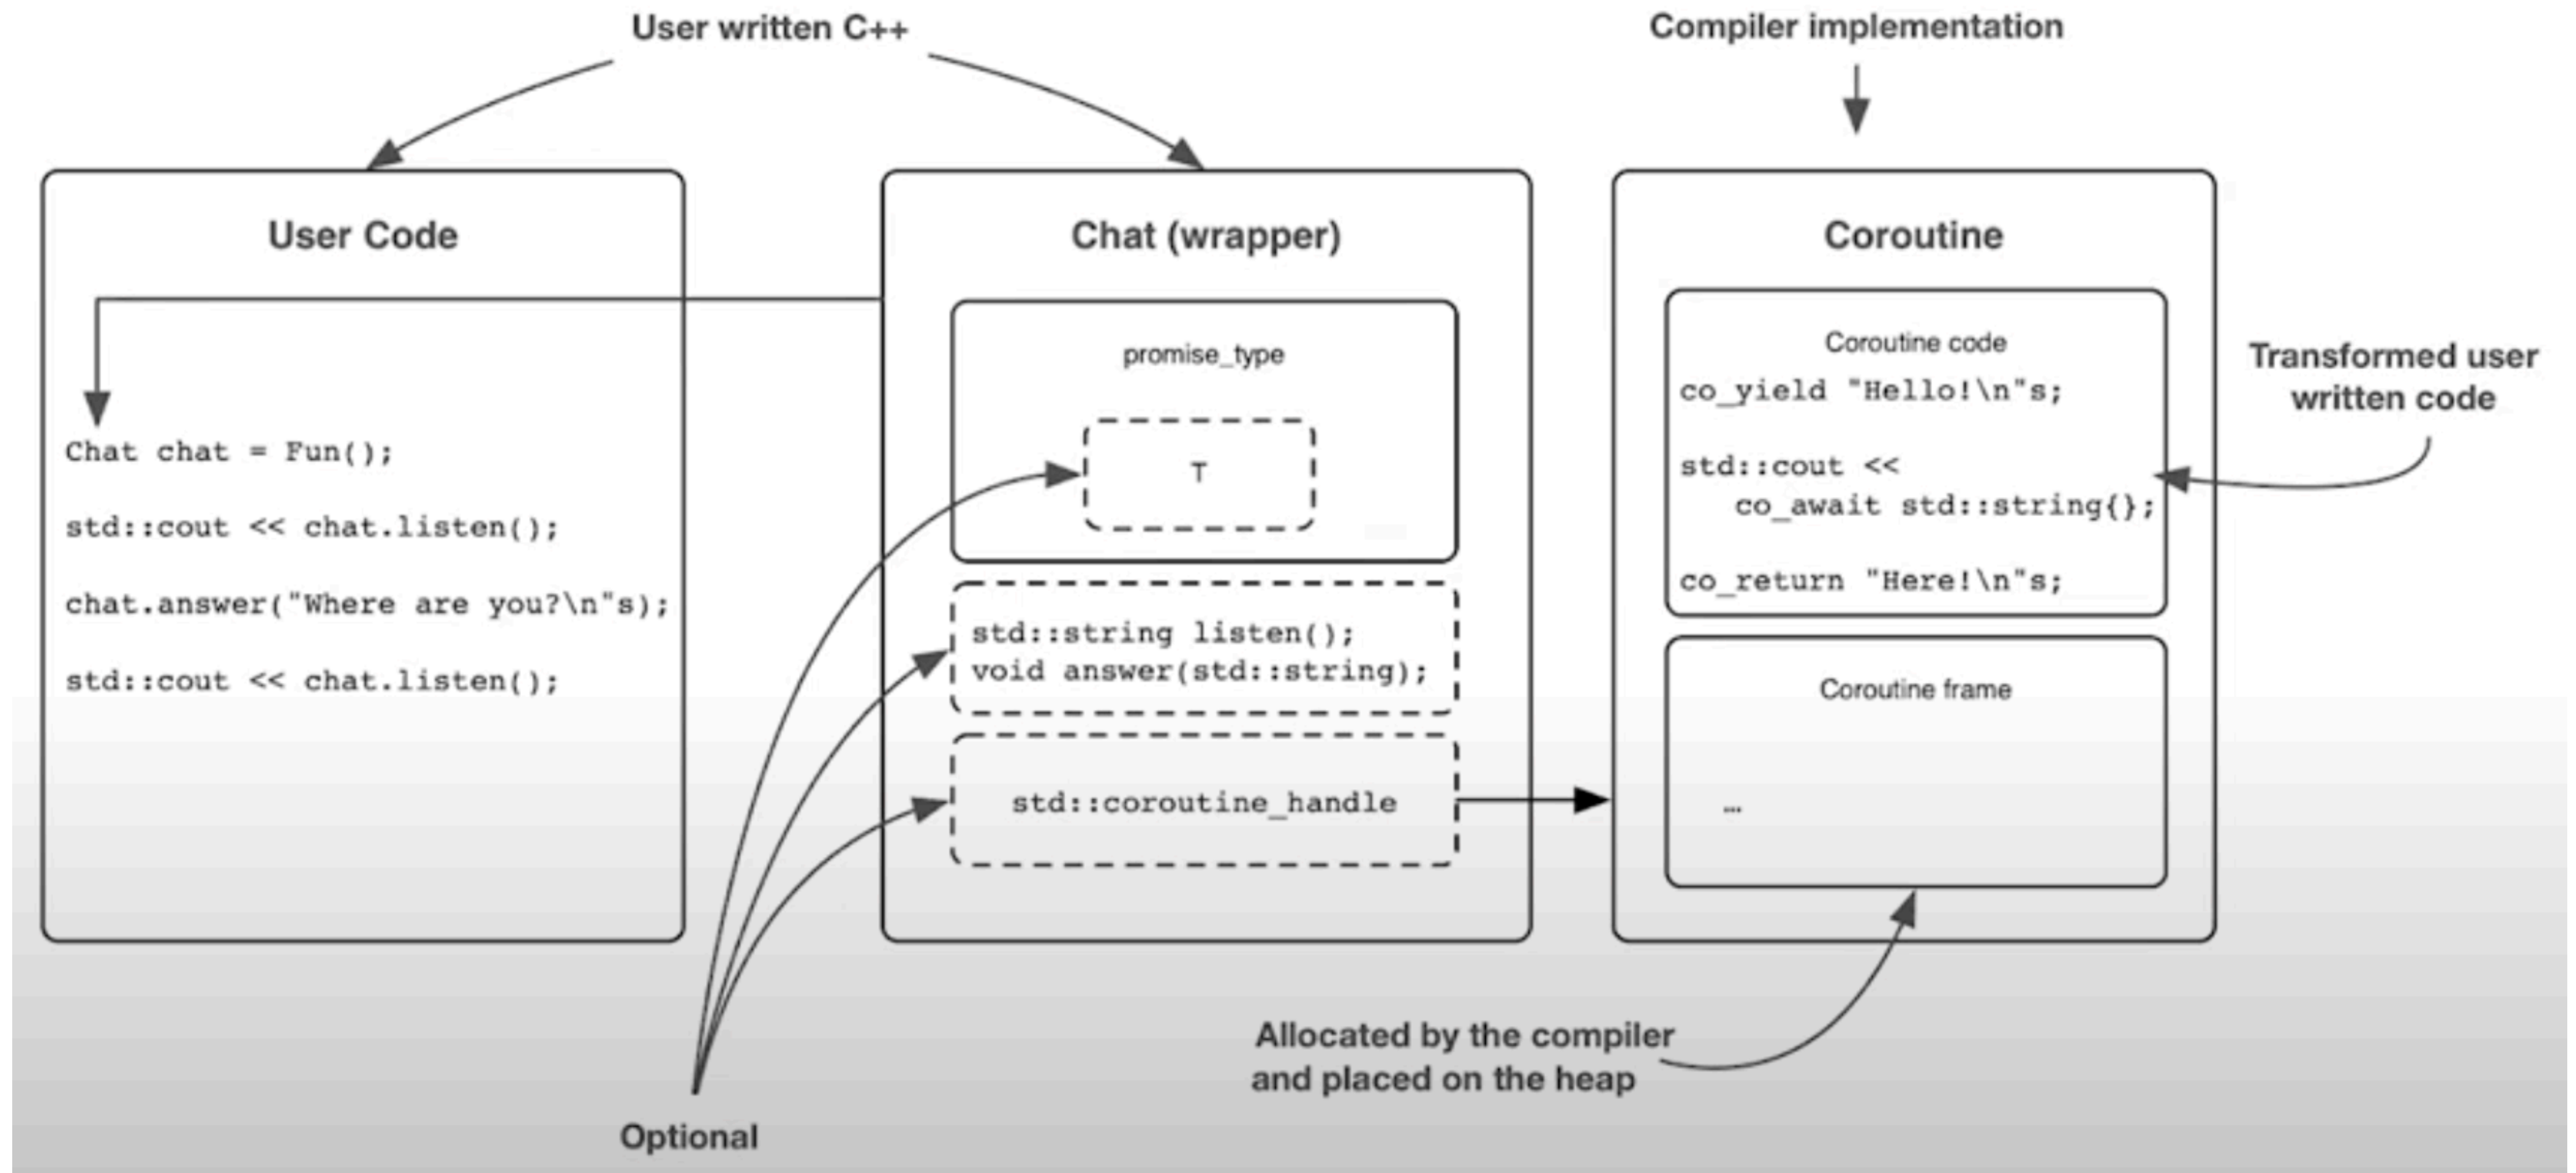 User written C++
Compiler implementation
User Code
Chat chat = Fun();
std::cout << chat.listen();
chat.answer("Where are you?\n"s);
std::cout << chat.listen();
Chat (wrapper)
promise_type
T
std::string listen();
void answer(std::string);
std::coroutine_handle
Coroutine
Coroutine code
co_yield "Hello!\n"s;
std::cout <<
co_await std::string{};
co_return "Here!\n"s;
Coroutine frame
…
Transformed user
written code
Allocated by the compiler
and placed on the heap
Optional